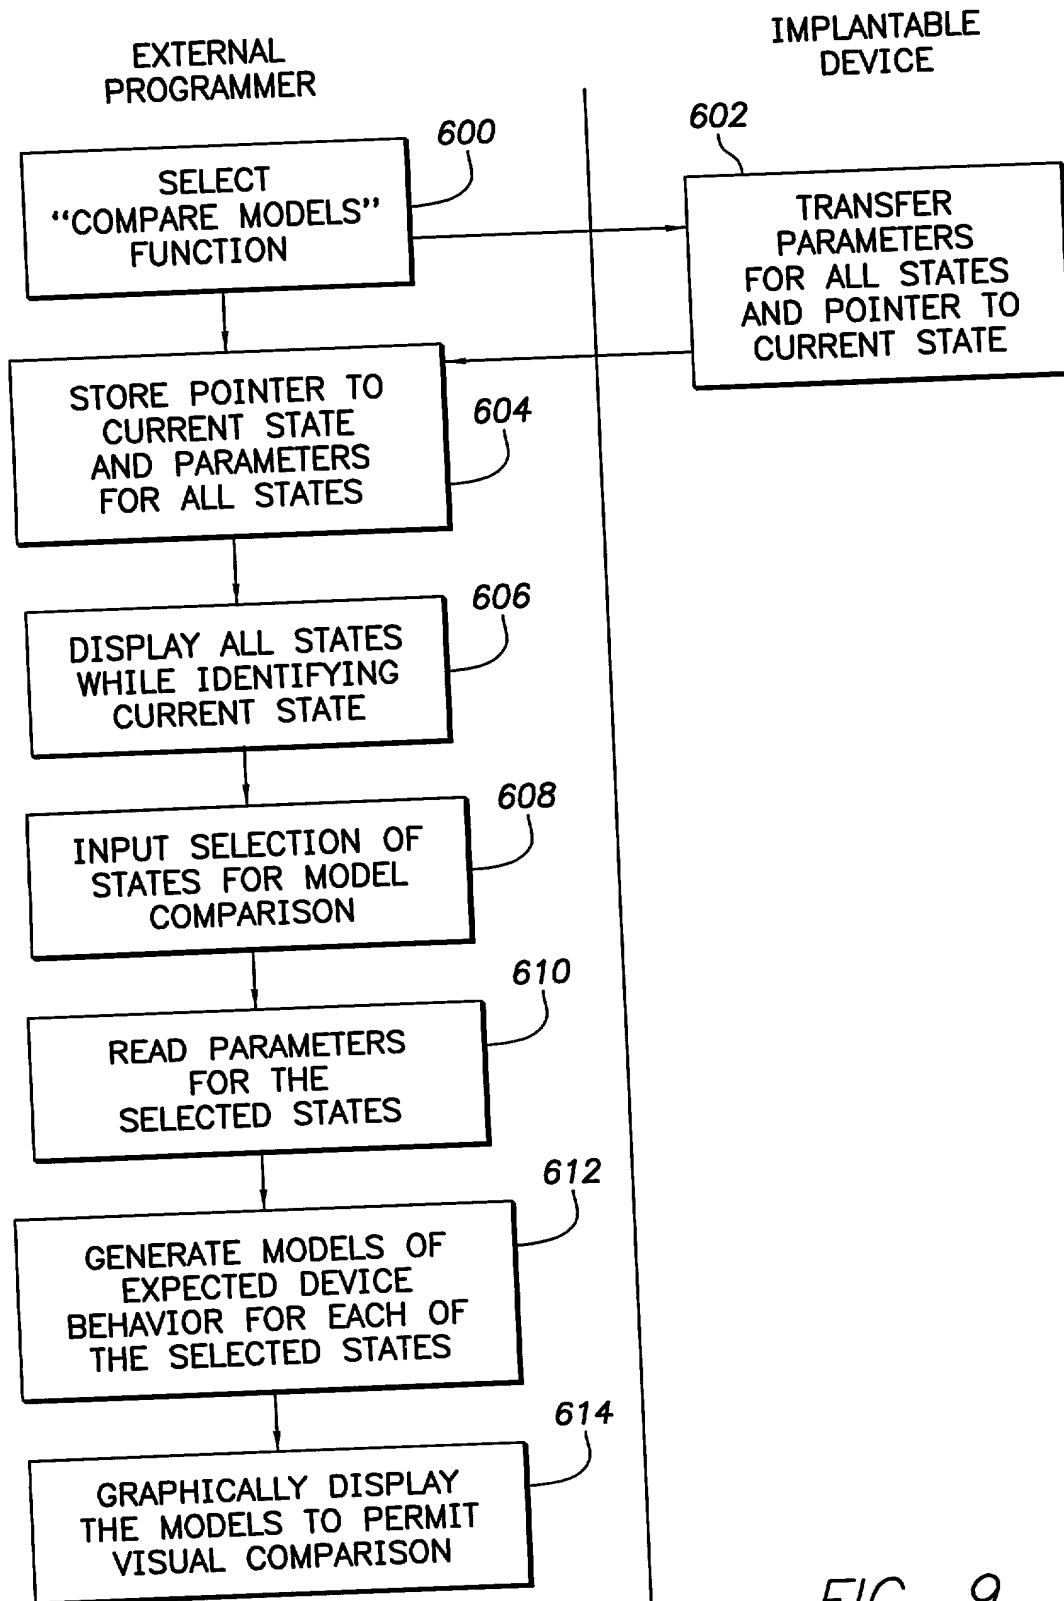 EXTERNAL
PROGRAMMER
IMPLANTABLE
DEVICE
600
SELECT
"COMPARE MODELS"
FUNCTION
602
TRANSFER
PARAMETERS
FOR ALL STATES
AND POINTER TO
CURRENT STATE
604
STORE POINTER TO
CURRENT STATE
AND PARAMETERS
FOR ALL STATES
606
DISPLAY ALL STATES
WHILE IDENTIFYING
CURRENT STATE
608
INPUT SELECTION OF
STATES FOR MODEL
COMPARISON
610
READ PARAMETERS
FOR THE
SELECTED STATES
612
GENERATE MODELS OF
EXPECTED DEVICE
BEHAVIOR FOR EACH OF
THE SELECTED STATES
614
GRAPHICALLY DISPLAY
THE MODELS TO PERMIT
VISUAL COMPARISON
FIG. 9